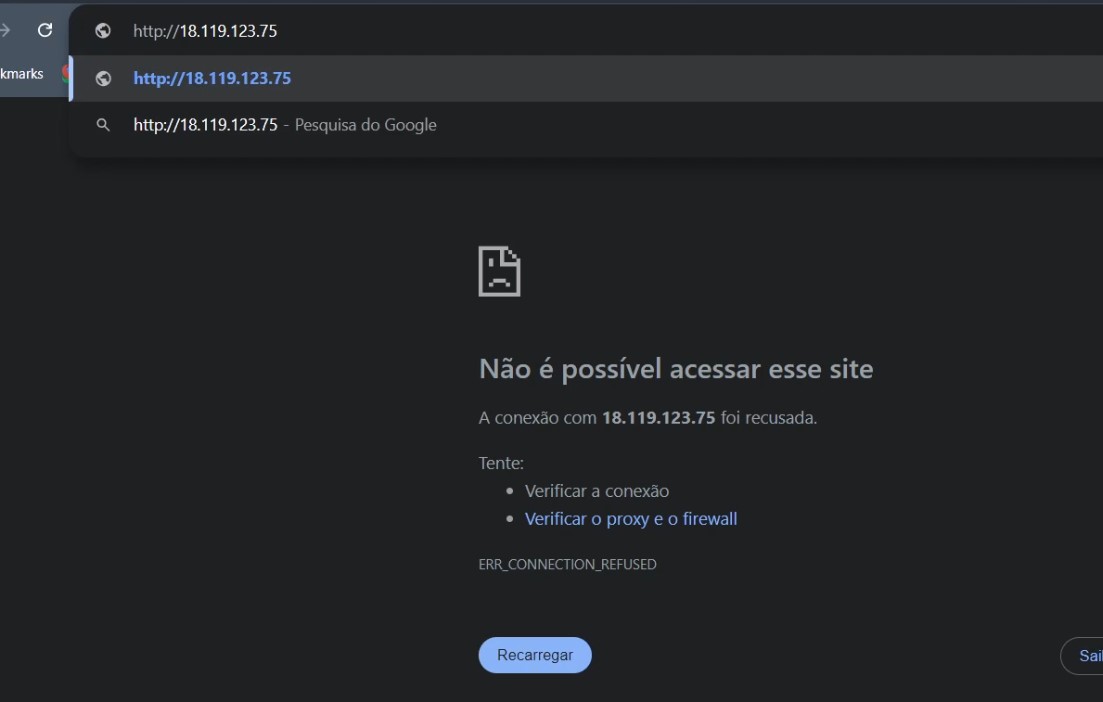 http://18.119.123.75
kmarks
http://18.119.123.75
http://18.119.123.75 - Pesquisa do Google
Não é possível acessar esse site
A conexão com 18.119.123.75 foi recusada.
Tente:
• Verificar a conexão
• Verificar o proxy e o firewall
ERR_CONNECTION_REFUSED
Recarregar
Sai